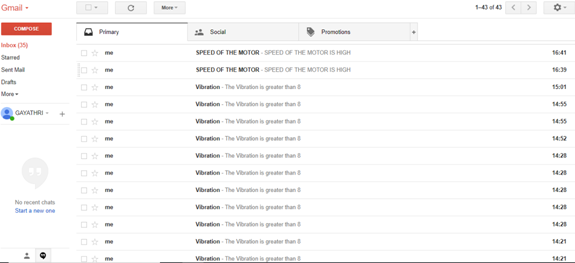 Gmail
More
1–43 of 43
COMPOSE
Primary
Social
Promotions
+
Inbox (35)
Starred
Sent Mail
Drafts
More
GAYATHRI
+
No recent chats
Start a new one
me SPEED OF THE MOTOR - SPEED OF THE MOTOR IS HIGH 16:41
me SPEED OF THE MOTOR - SPEED OF THE MOTOR IS HIGH 16:39
me Vibration - The Vibration is greater than 8 15:01
me Vibration - The Vibration is greater than 8 14:55
me Vibration - The Vibration is greater than 8 14:55
me Vibration - The Vibration is greater than 8 14:52
me Vibration - The Vibration is greater than 8 14:28
me Vibration - The Vibration is greater than 8 14:28
me Vibration - The Vibration is greater than 8 14:28
me Vibration - The Vibration is greater than 8 14:28
me Vibration - The Vibration is greater than 8 14:28
me Vibration - The Vibration is greater than 8 14:21
me Vibration - The Vibration is greater than 8 14:21